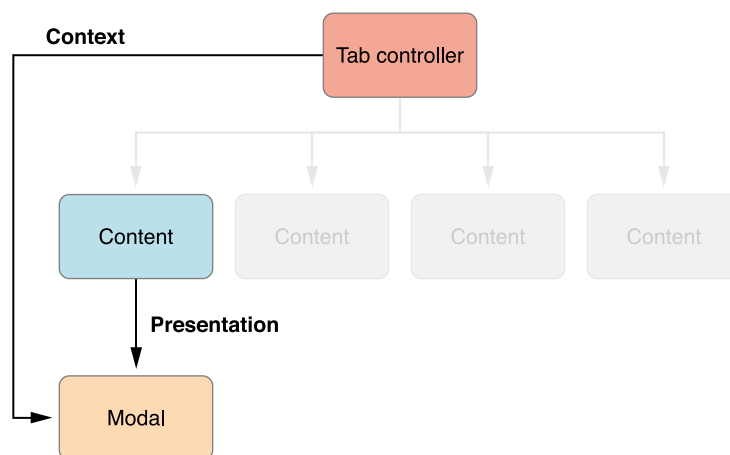 Context
Tab controller
Content
Content
Content
Content
Presentation
Modal